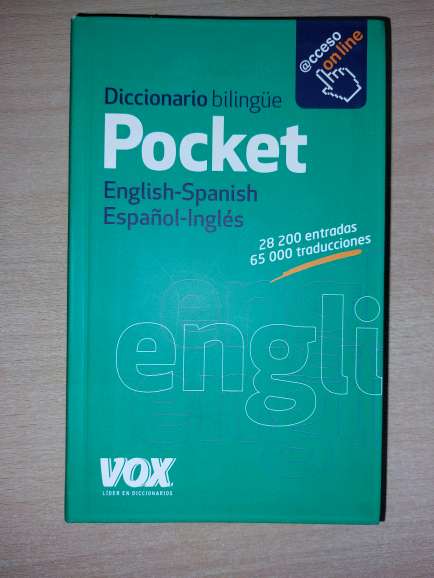 @cceso
online
Diccionario bilingüe
Pocket
English-Spanish
Español-Inglés
28 200 entradas
65 000 traducciones
engli
VOX
LÍDER EN DICCIONARIOS